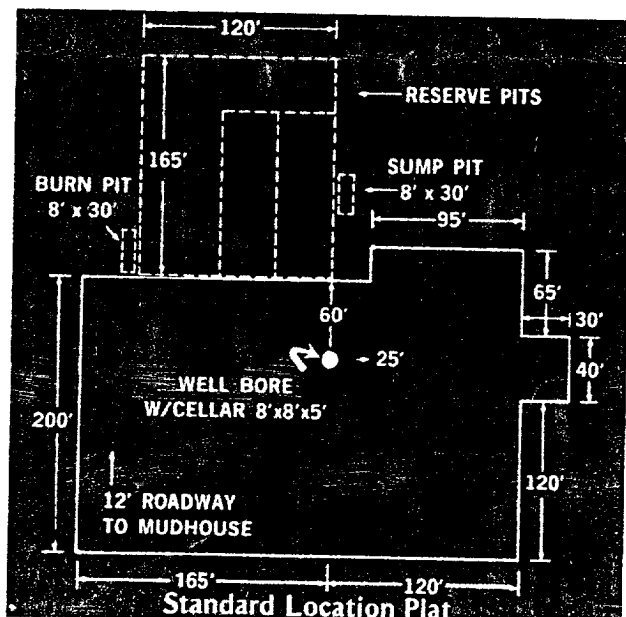 120'
RESERVE PITS
165'
BURN PIT
8' x 30'
SUMP PIT
8' x 30'
95'
65'
30'
60'
40'
25'
WELL BORE
W/CELLAR 8'x8'x5'
200'
120'
12' ROADWAY
TO MUDHOUSE
165'
120'
Standard Location Plat